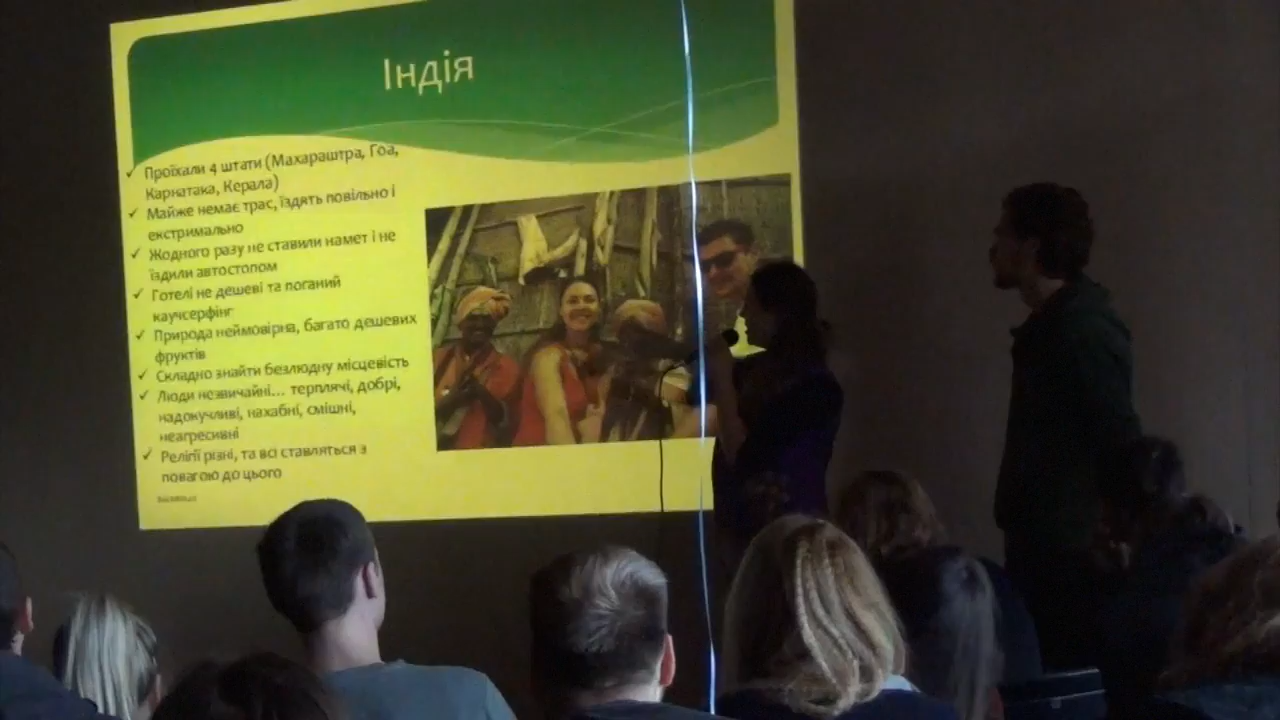 Індія
Проїхали 4 штати (Махараштра, Гоа,
Карнатака, Керала)
Майже немає трас, їздять повільно і
екстримально
Жодного разу не ставили намет і не
їздили автостопом
Готелі не дешеві та поганий
каучсерфінг
Природа неймовірна, багато дешевих
фруктів
Складно знайти безлюдну місцевість
Люди незвичайні... терплячі, добрі,
надокучливі, нахабні, смішні,
неагресивні
Релігії різні, та всі ставляться з
повагою до цього